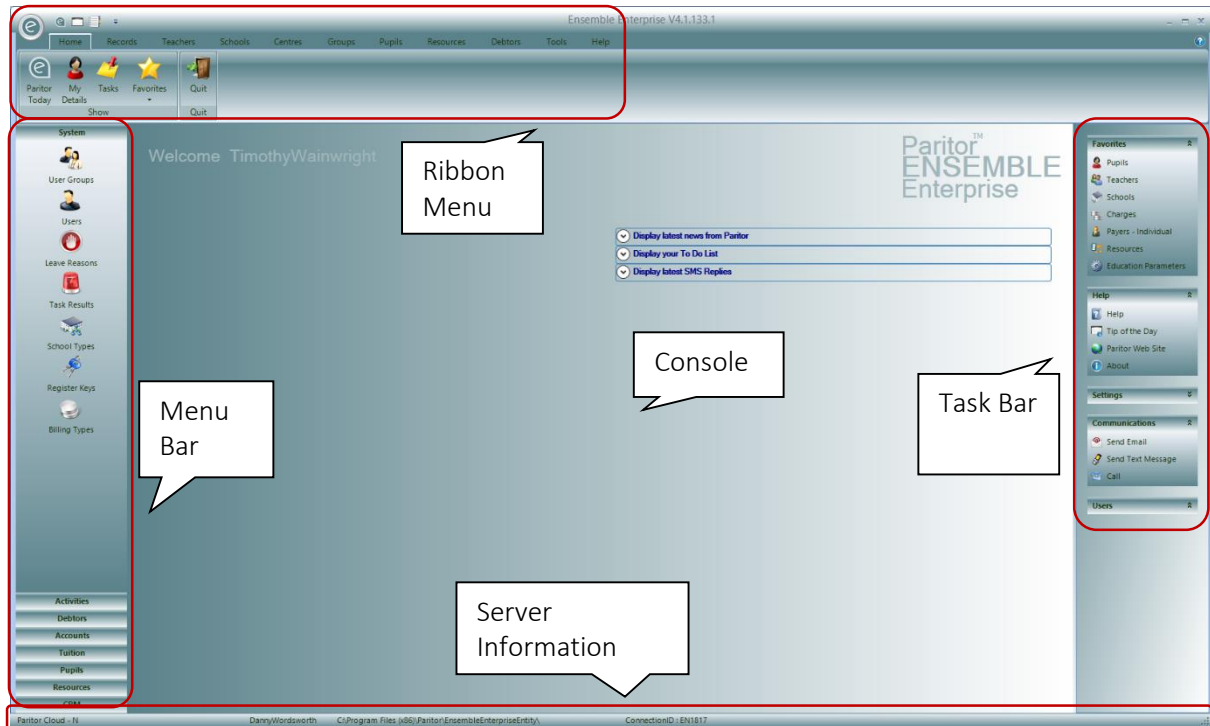 Ensemble Enterprise V4.1.133.1
Home Records Teachers Schools Centres Groups Pupils Resources Debtors Tools Help
Paritor Today
My Details
Tasks
Favorites
Quit
Show
Quit
System
User Groups
Users
Leave Reasons
Task Results
School Types
Register Keys
Billing Types
Activities
Debtors
Accounts
Tuition
Pupils
Resources
CRM
Welcome TimothyWainwright
Paritor™
ENSEMBLE
Enterprise
Display latest news from Paritor
Display your To Do List
Display latest SMS Replies
Ribbon
Menu
Console
Menu
Bar
Task Bar
Server
Information
Favorites
Pupils
Teachers
Schools
Charges
Payers - Individual
Resources
Education Parameters
Help
Help
Tip of the Day
Paritor Web Site
About
Settings
Communications
Send Email
Send Text Message
Call
Users
Paritor Cloud - N DannyWordsworth C:\Program Files (x86)\Paritor\EnsembleEnterpriseEntity\ ConnectionID : EN1817